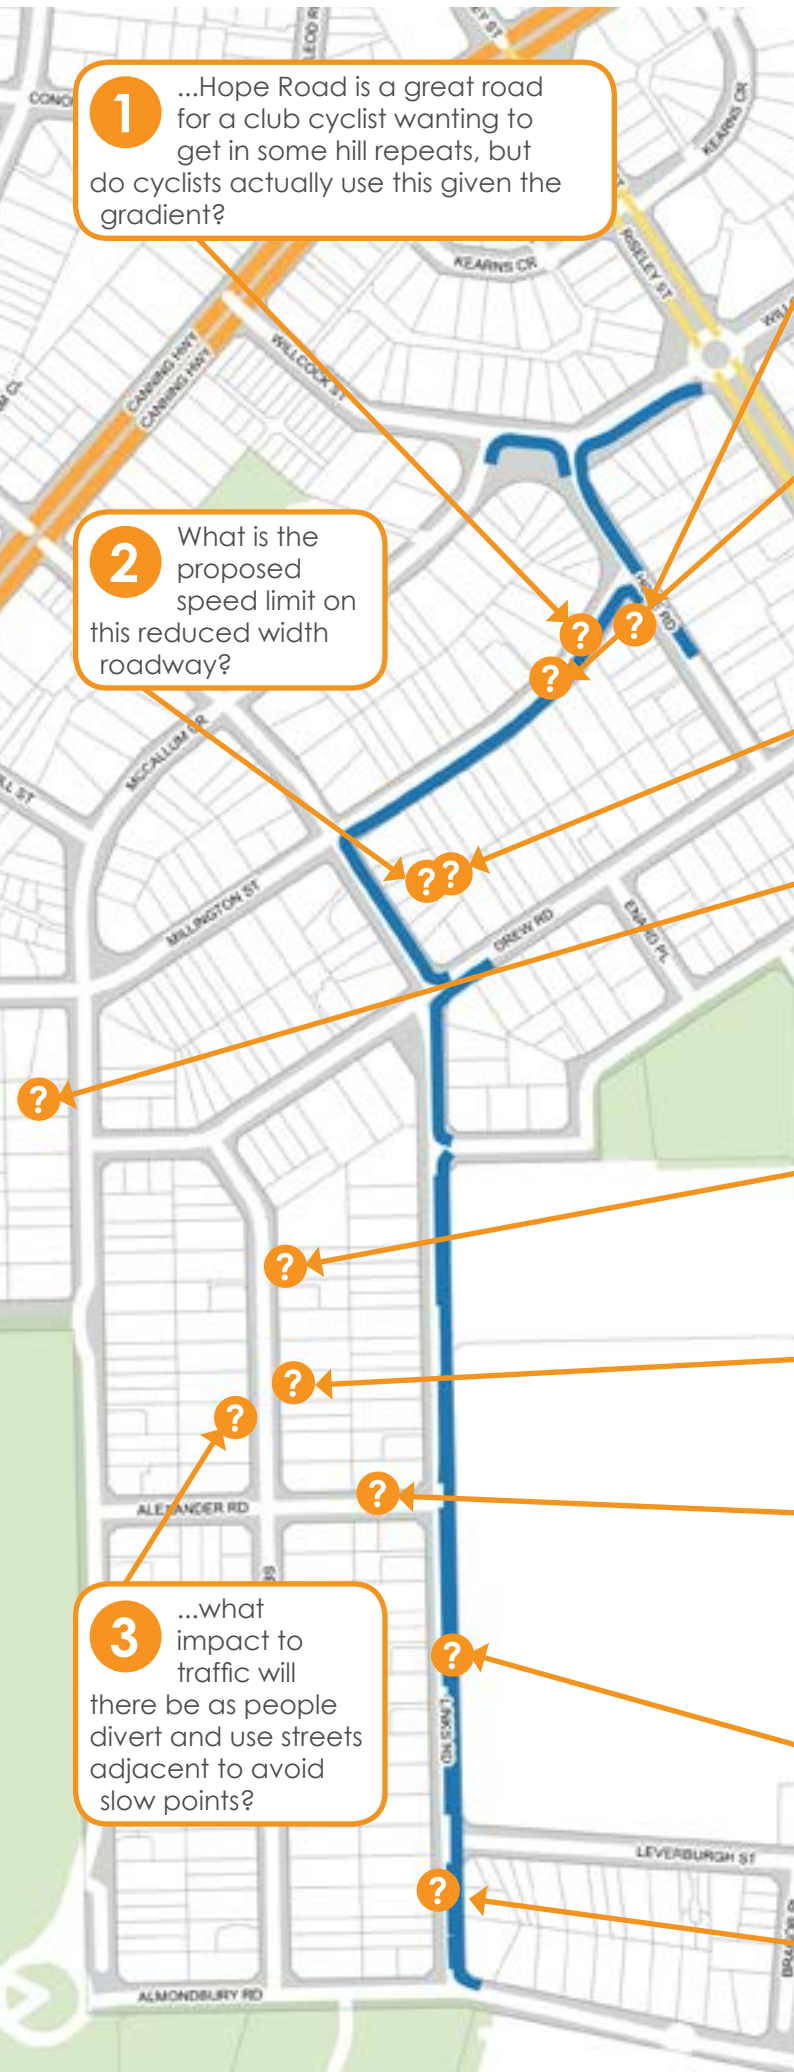 EY ST
KEARNS CR
1
...Hope Road is a great road
for a club cyclist wanting to
get in some hill repeats, but
do cyclists actually use this given the
gradient?
KEARNS CR
RISELEY ST
CANNING HWY
CANNING HWY
WILLCOCK ST
2
What is the
proposed
speed limit on
this reduced width
roadway?
?
?
?
MCCALLUM CR
? ?
MILLINGTON ST
DREW RD
?
?
?
?
?
ALEXANDER RD
3
...what
impact to
traffic will
there be as people
divert and use streets
adjacent to avoid
slow points?
?
LINKS RD
LEVERBURGH ST
?
ALMONDBURY RD